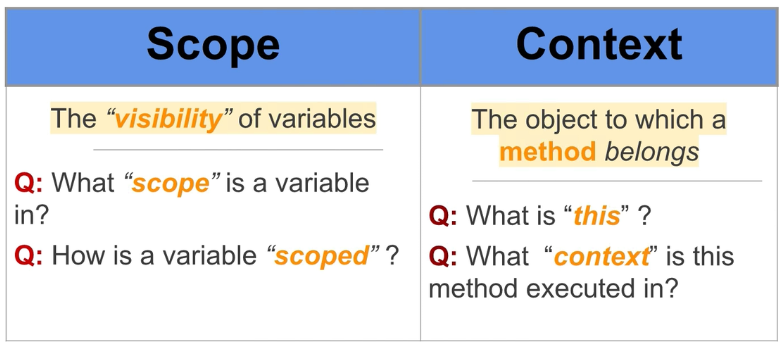 Scope
The “visibility” of variables
Q: What “scope” is a variable
in?
Q: How is a variable “scoped” ?
Context
The object to which a
method belongs
Q: What is “this” ?
Q: What “context” is this
method executed in?